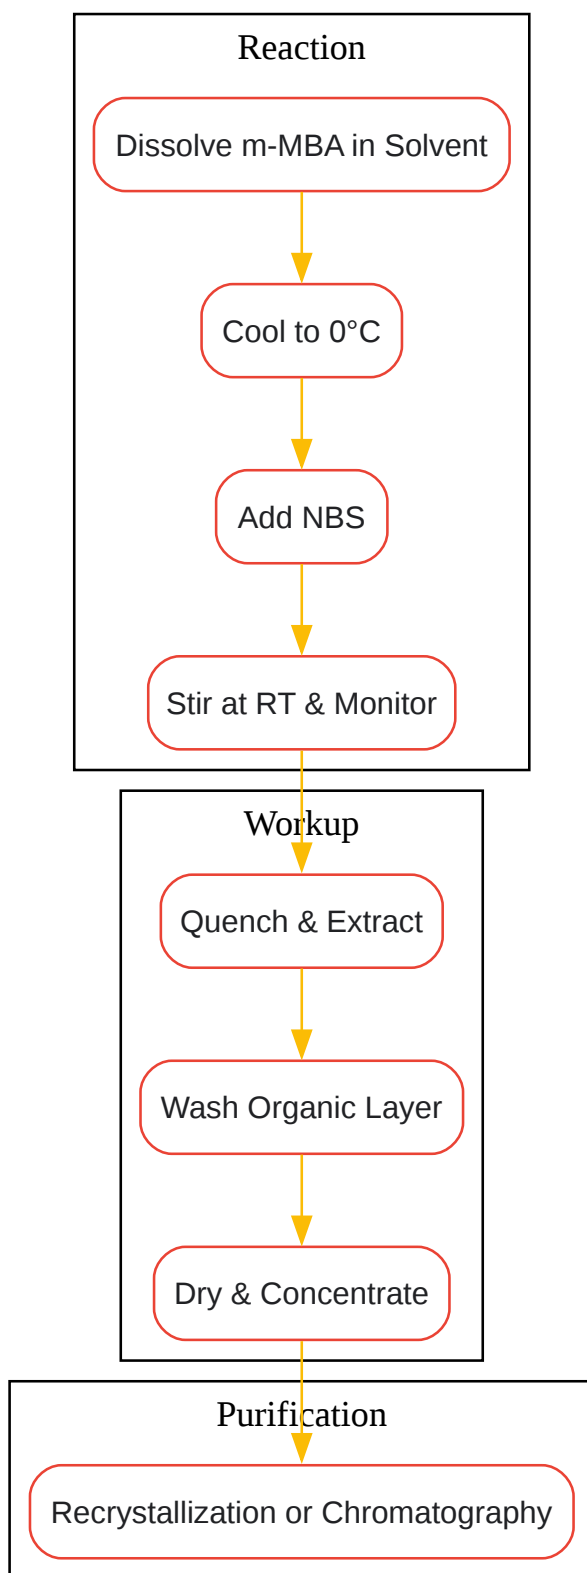 Reaction
Dissolve m-MBA in Solvent
Cool to 0°C
Add NBS
Stir at RT & Monitor
Workup
Quench & Extract
Wash Organic Layer
Dry & Concentrate
Purification
Recrystallization or Chromatography